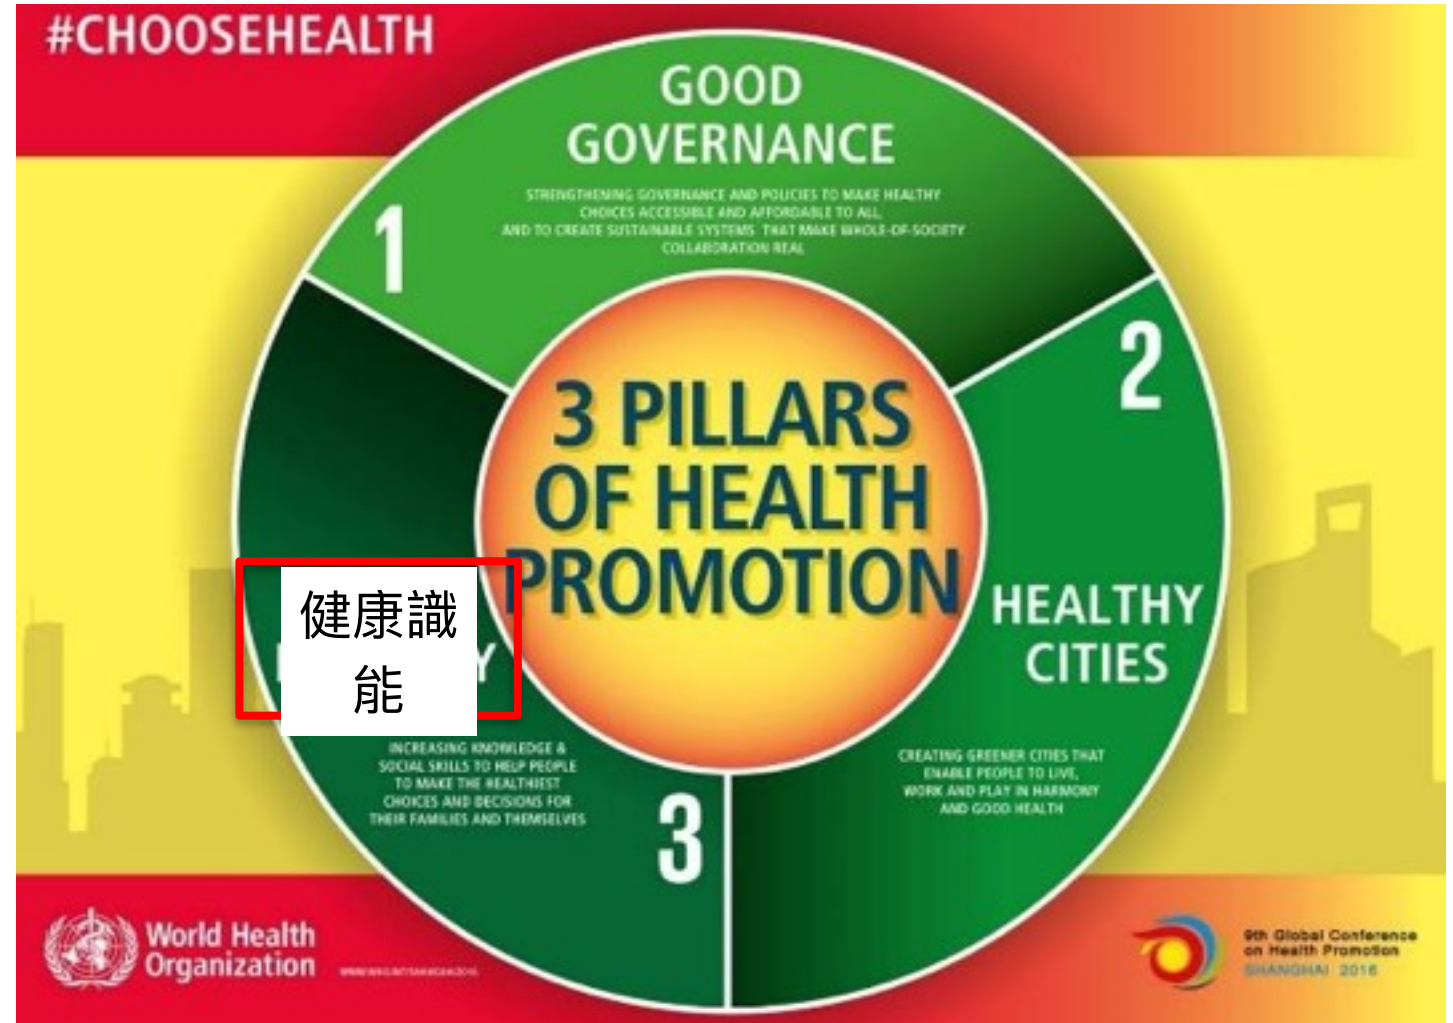 #CHOOSEHEALTH
GOOD
GOVERNANCE
STRENGTHENING GOVERNANCE AND POLICIES TO MAKE HEALTHY
CHOICES ACCESSIBLE AND AFFORDABLE TO ALL,
AND TO CREATE SUSTAINABLE SYSTEMS THAT MAKE WHOLE-OF-SOCIETY
COLLABORATION REAL
1
2
3 PILLARS
OF HEALTH
PROMOTION
HEALTHY
CITIES
CREATING GREENER CITIES THAT
ENABLE PEOPLE TO LIVE,
WORK AND PLAY IN HARMONY
AND GOOD HEALTH
健康識
能
Y
INCREASING KNOWLEDGE &
SOCIAL SKILLS TO HELP PEOPLE
TO MAKE THE HEALTHIEST
CHOICES AND DECISIONS FOR
THEIR FAMILIES AND THEMSELVES
3
World Health
Organization
9th Global Conference
on Health Promotion
SHANGHAI 2016